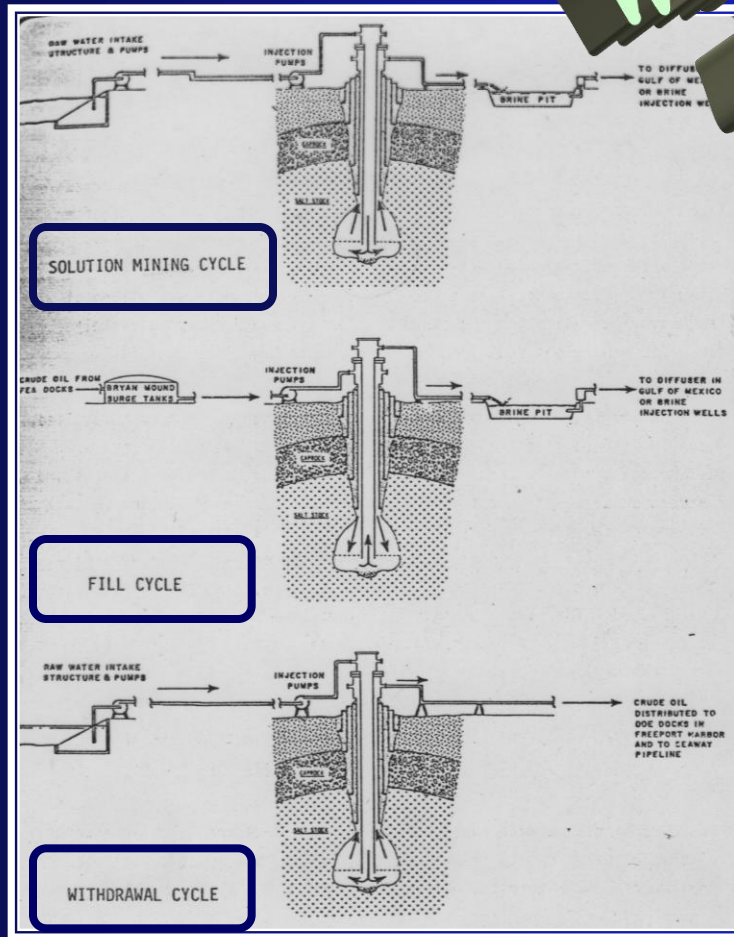 RAW WATER INTAKE
STRUCTURE & PUMPS
INJECTION
PUMPS
TO DIFFUS
GULF OF ME
OR BRINE
INJECTION WE
BRINE PIT
CAPROCK
SALT STOCK
SOLUTION MINING CYCLE
CRUDE OIL FROM
FEA DOCKS
BRYAN MOUND
SURGE TANKS
INJECTION
PUMPS
TO DIFFUSER IN
GULF OF MEXICO
OR BRINE
INJECTION WELLS
BRINE PIT
CAPROCK
SALT STOCK
FILL CYCLE
RAW WATER INTAKE
STRUCTURE & PUMPS
INJECTION
PUMPS
CRUDE OIL
DISTRIBUTED TO
DOE DOCKS IN
FREEPORT HARBOR
AND TO SEAWAY
PIPELINE
CAPROCK
SALT STOCK
WITHDRAWAL CYCLE